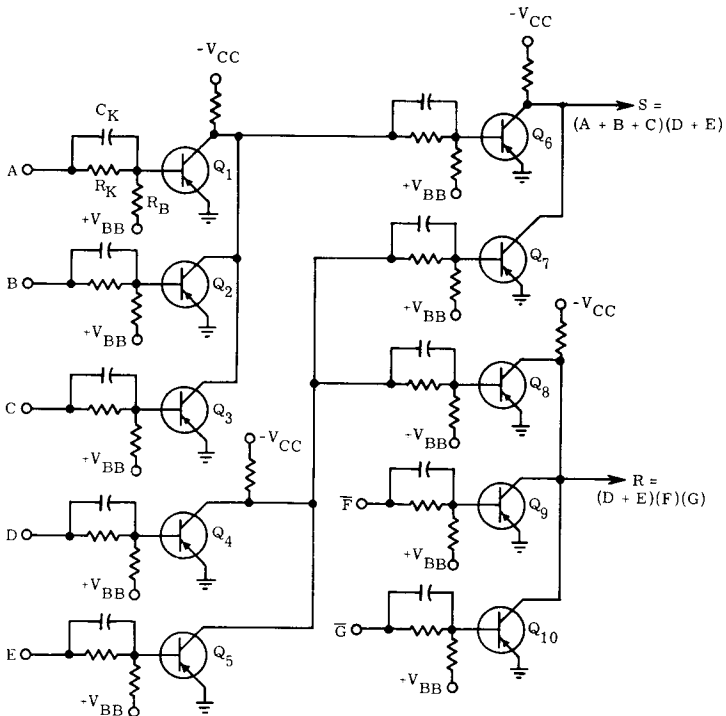 -V_CC
-V_CC
C_K
S =
(A + B + C)(D + E)
A
Q_1
Q_6
R_K
R_B
+V_BB
+V_BB
B
Q_2
Q_7
+V_BB
+V_BB
-V_CC
C
Q_3
Q_8
+V_BB
+V_BB
-V_CC
R =
(D + E)(F)(G)
F̅
Q_9
D
Q_4
+V_BB
+V_BB
G̅
Q_10
E
Q_5
+V_BB
+V_BB